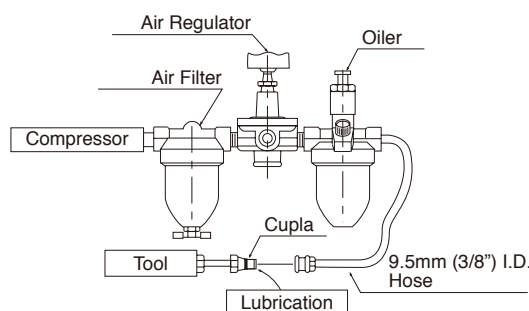 Air Regulator
Oiler
Air Filter
Compressor
Cupla
Tool
9.5mm (3/8”) I.D.
Hose
Lubrication